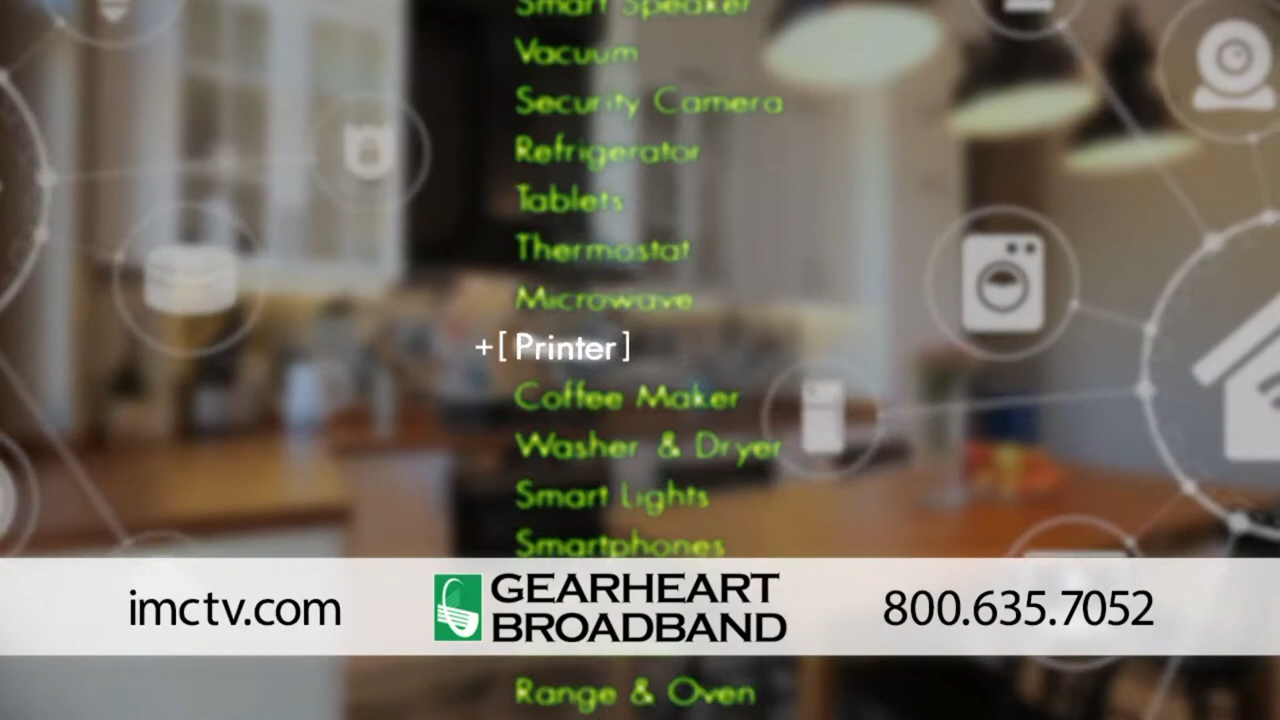 Smart Speaker
Vacuum
Security Camera
Refrigerator
Tablets
Thermostat
Microwave
+[Printer]
Coffee Maker
Washer & Dryer
Smart Lights
Smartphones
imctv.com
GEARHEART
BROADBAND
800.635.7052
Range & Oven